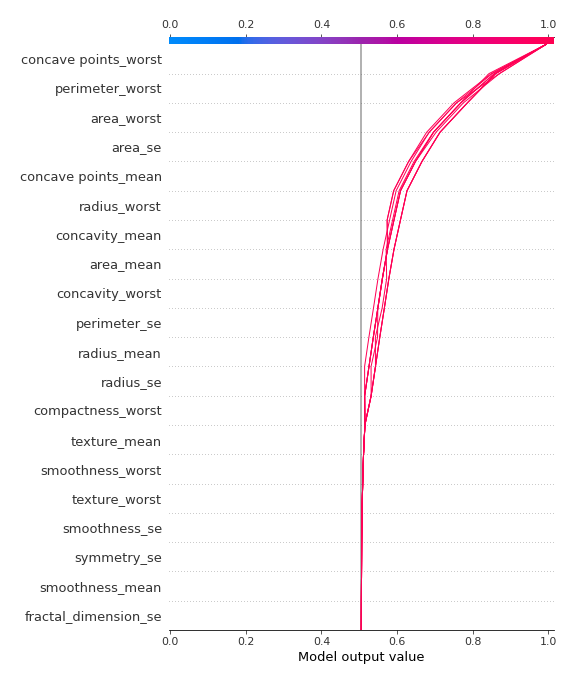 0.0 0.2 0.4 0.6 0.8 1.0
concave points_worst
perimeter_worst
area_worst
area_se
concave points_mean
radius_worst
concavity_mean
area_mean
concavity_worst
perimeter_se
radius_mean
radius_se
compactness_worst
texture_mean
smoothness_worst
texture_worst
smoothness_se
symmetry_se
smoothness_mean
fractal_dimension_se
0.0 0.2 0.4 0.6 0.8 1.0
Model output value